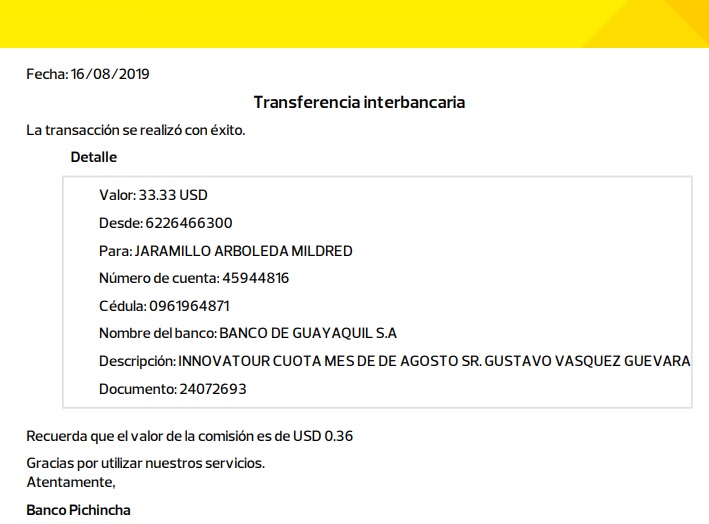 Fecha: 16/08/2019
Transferencia interbancaria
La transacción se realizó con éxito.
Detalle
Valor: 33.33 USD
Desde: 6226466300
Para: JARAMILLO ARBOLEDA MILDRED
Número de cuenta: 45944816
Cédula: 0961964871
Nombre del banco: BANCO DE GUAYAQUIL S.A
Descripción: INNOVATOUR CUOTA MES DE DE AGOSTO SR. GUSTAVO VASQUEZ GUEVARA
Documento: 24072693
Recuerda que el valor de la comisión es de USD 0.36
Gracias por utilizar nuestros servicios.
Atentamente,
Banco Pichincha